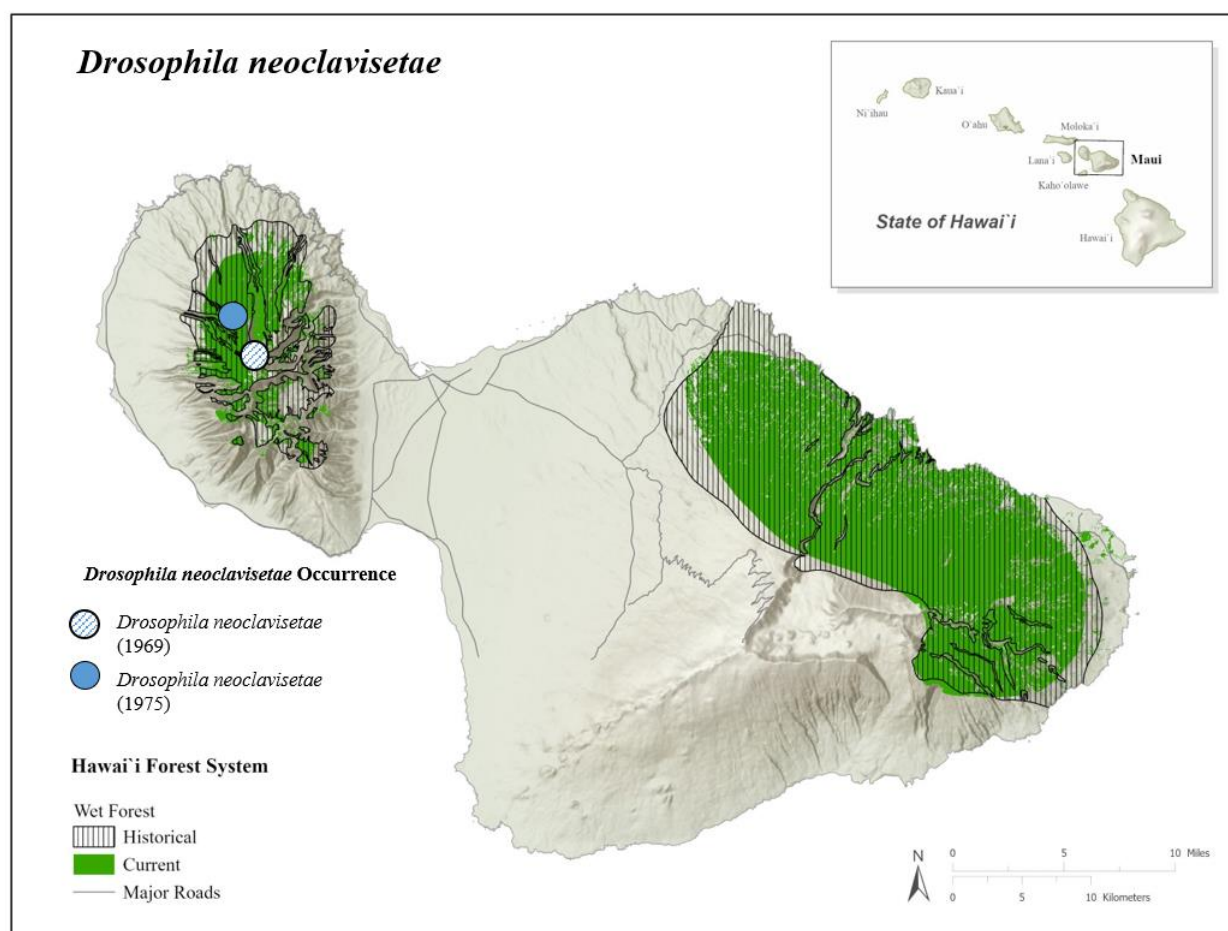 Drosophila neoclavisetae
Ni`ihau
Kaua`i
O`ahu
Moloka`i
Lana`i
Maui
Kaho`olawe
State of Hawai`i
Hawai`i
Drosophila neoclavisetae Occurrence
Drosophila neoclavisetae
(1969)
Drosophila neoclavisetae
(1975)
Hawai`i Forest System
Wet Forest
Historical
Current
Major Roads
N
0 5 10 Miles
0 5 10 Kilometers